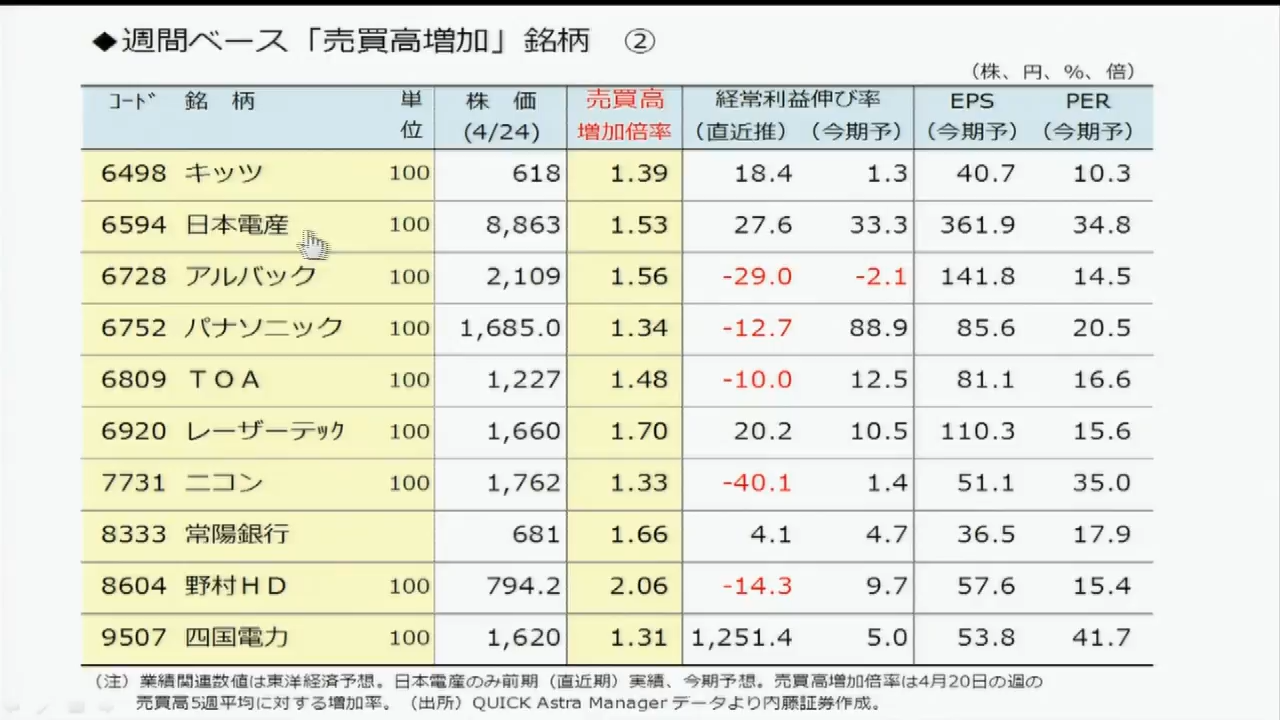 ◆週間ベース「売買高増加」銘柄 ②
(株、円、%、倍)
ｺｰﾄﾞ 銘 柄 単位 株 価 (4/24) 売買高 増加倍率 経常利益伸び率 (直近推) (今期予) EPS (今期予) PER (今期予)
6498 キッツ 100 618 1.39 18.4 1.3 40.7 10.3
6594 日本電産 100 8,863 1.53 27.6 33.3 361.9 34.8
6728 アルバック 100 2,109 1.56 -29.0 -2.1 141.8 14.5
6752 パナソニック 100 1,685.0 1.34 -12.7 88.9 85.6 20.5
6809 ＴＯＡ 100 1,227 1.48 -10.0 12.5 81.1 16.6
6920 レーザーテｯｸ 100 1,660 1.70 20.2 10.5 110.3 15.6
7731 ニコン 100 1,762 1.33 -40.1 1.4 51.1 35.0
8333 常陽銀行 681 1.66 4.1 4.7 36.5 17.9
8604 野村ＨＤ 100 794.2 2.06 -14.3 9.7 57.6 15.4
9507 四国電力 100 1,620 1.31 1,251.4 5.0 53.8 41.7
(注) 業績関連数値は東洋経済予想。日本電産のみ前期（直近期）実績、今期予想。売買高増加倍率は4月20日の週の
売買高5週平均に対する増加率。（出所）QUICK Astra Manager データより内藤証券作成。